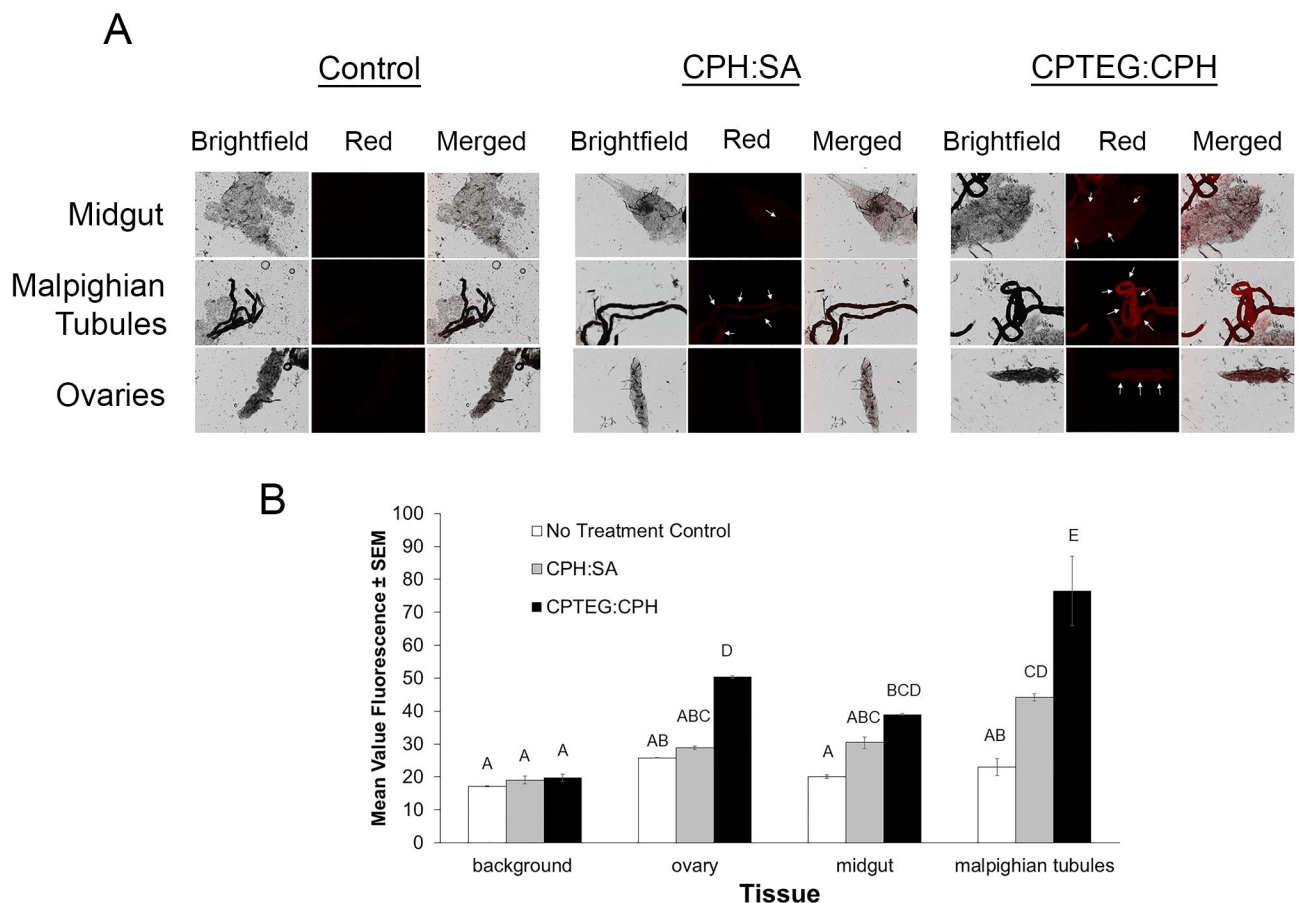 A
Control
CPH:SA
CPTEG:CPH
Brightfield Red Merged
Brightfield Red Merged
Brightfield Red Merged
Midgut
Malpighian
Tubules
Ovaries
B
Mean Value Fluorescence ± SEM
100
90
80
70
60
50
40
30
20
10
0
No Treatment Control
CPH:SA
CPTEG:CPH
A A A
AB ABC D
A ABC BCD
AB CD E
background ovary midgut malpighian tubules
Tissue